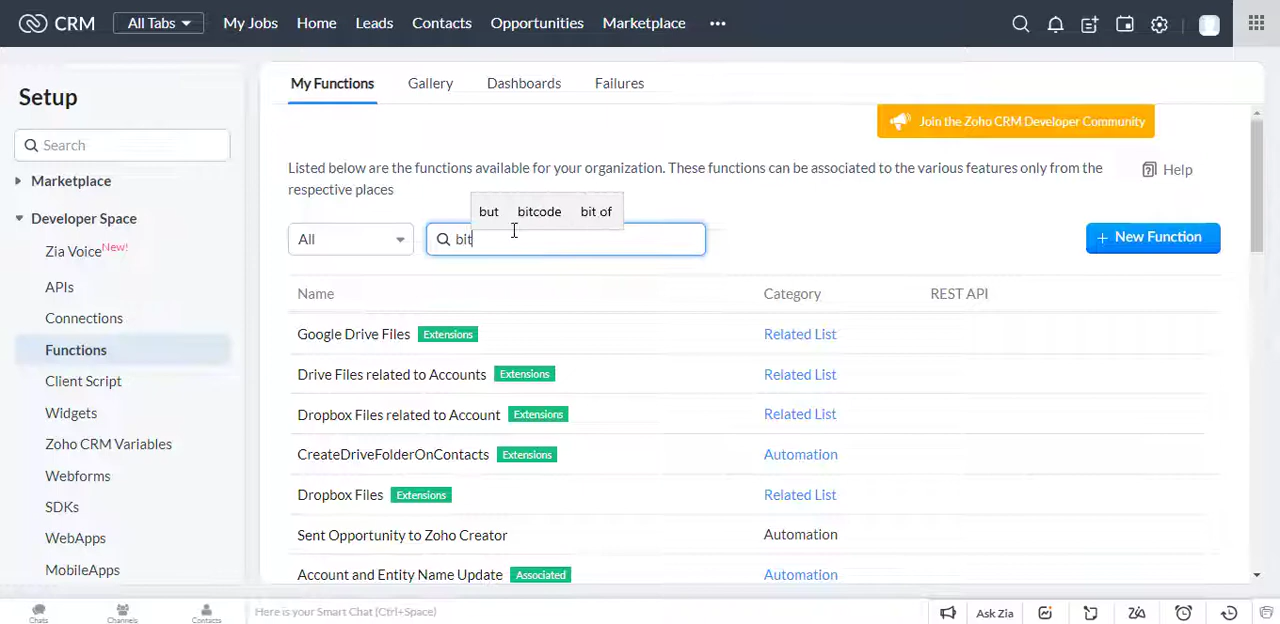 CRM All Tabs My Jobs Home Leads Contacts Opportunities Marketplace •••
Setup
Search
Marketplace
Developer Space
Zia Voice New!
APIs
Connections
Functions
Client Script
Widgets
Zoho CRM Variables
Webforms
SDKs
WebApps
MobileApps
My Functions Gallery Dashboards Failures
Join the Zoho CRM Developer Community
Listed below are the functions available for your organization. These functions can be associated to the various features only from the
respective places
Help
but bitcode bit of
All
bit
+ New Function
Name Category REST API
Google Drive Files Extensions Related List
Drive Files related to Accounts Extensions Related List
Dropbox Files related to Account Extensions Related List
CreateDriveFolderOnContacts Extensions Automation
Dropbox Files Extensions Related List
Sent Opportunity to Zoho Creator Automation
Account and Entity Name Update Associated Automation
Chats Channels Contacts
Here is your Smart Chat (Ctrl+Space)
Ask Zia